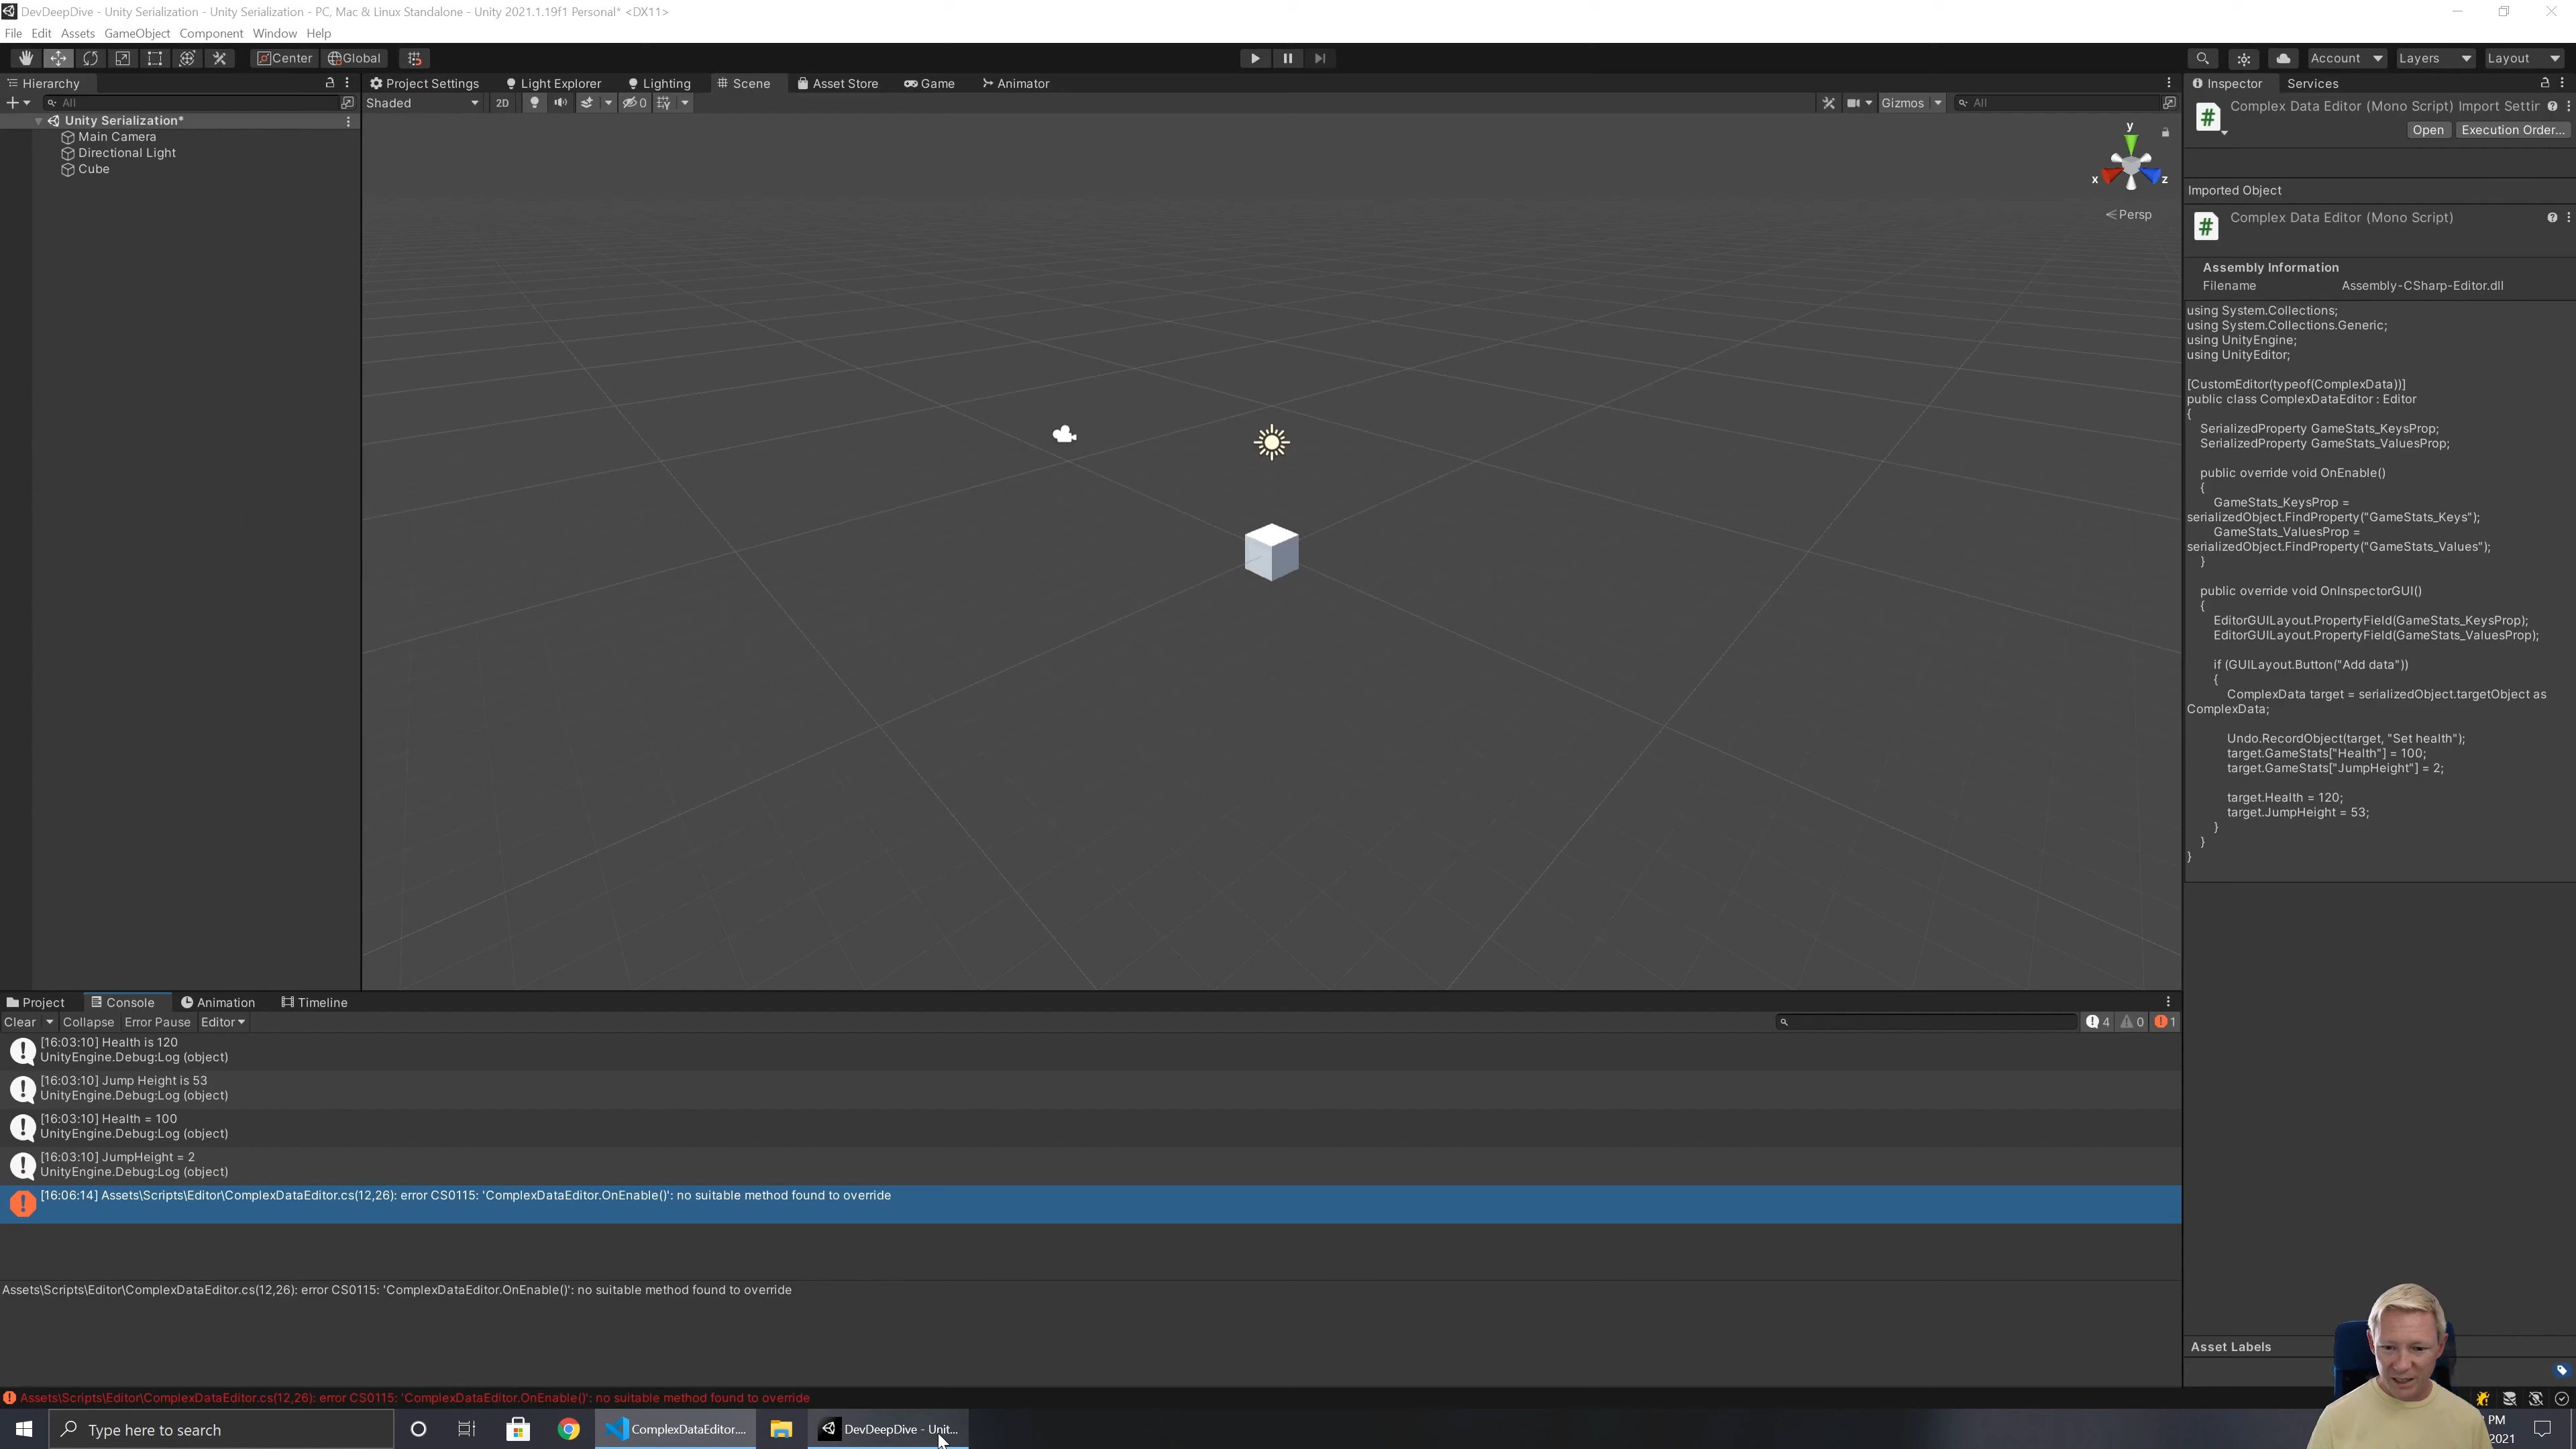 DevDeepDive - Unity Serialization - Unity Serialization - PC, Mac & Linux Standalone - Unity 2021.1.19f1 Personal* <DX11>
File Edit Assets GameObject Component Window Help
Center Global Account Layers Layout
Hierarchy
All
Unity Serialization*
Main Camera
Directional Light
Cube
Project Settings Light Explorer Lighting Scene Asset Store Game Animator
Shaded 2D 0 Gizmos All
y
x z
Persp
Inspector Services
Complex Data Editor (Mono Script) Import Settin
Open Execution Order...
Imported Object
Complex Data Editor (Mono Script)
Assembly Information
Filename Assembly-CSharp-Editor.dll
using System.Collections;
using System.Collections.Generic;
using UnityEngine;
using UnityEditor;
[CustomEditor(typeof(ComplexData))]
public class ComplexDataEditor : Editor
{
SerializedProperty GameStats_KeysProp;
SerializedProperty GameStats_ValuesProp;
public override void OnEnable()
{
GameStats_KeysProp =
serializedObject.FindProperty("GameStats_Keys");
GameStats_ValuesProp =
serializedObject.FindProperty("GameStats_Values");
}
public override void OnInspectorGUI()
{
EditorGUILayout.PropertyField(GameStats_KeysProp);
EditorGUILayout.PropertyField(GameStats_ValuesProp);
if (GUILayout.Button("Add data"))
{
ComplexData target = serializedObject.targetObject as
ComplexData;
Undo.RecordObject(target, "Set health");
target.GameStats["Health"] = 100;
target.GameStats["JumpHeight"] = 2;
target.Health = 120;
target.JumpHeight = 53;
}
}
}
Asset Labels
Project Console Animation Timeline
Clear Collapse Error Pause Editor 4 0 1
[16:03:10] Health is 120
UnityEngine.Debug:Log (object)
[16:03:10] Jump Height is 53
UnityEngine.Debug:Log (object)
[16:03:10] Health = 100
UnityEngine.Debug:Log (object)
[16:03:10] JumpHeight = 2
UnityEngine.Debug:Log (object)
[16:06:14] Assets\Scripts\Editor\ComplexDataEditor.cs(12,26): error CS0115: 'ComplexDataEditor.OnEnable()': no suitable method found to override
Assets\Scripts\Editor\ComplexDataEditor.cs(12,26): error CS0115: 'ComplexDataEditor.OnEnable()': no suitable method found to override
Assets\Scripts\Editor\ComplexDataEditor.cs(12,26): error CS0115: 'ComplexDataEditor.OnEnable()': no suitable method found to override
Type here to search ComplexDataEditor.... DevDeepDive - Unit... PM
2021